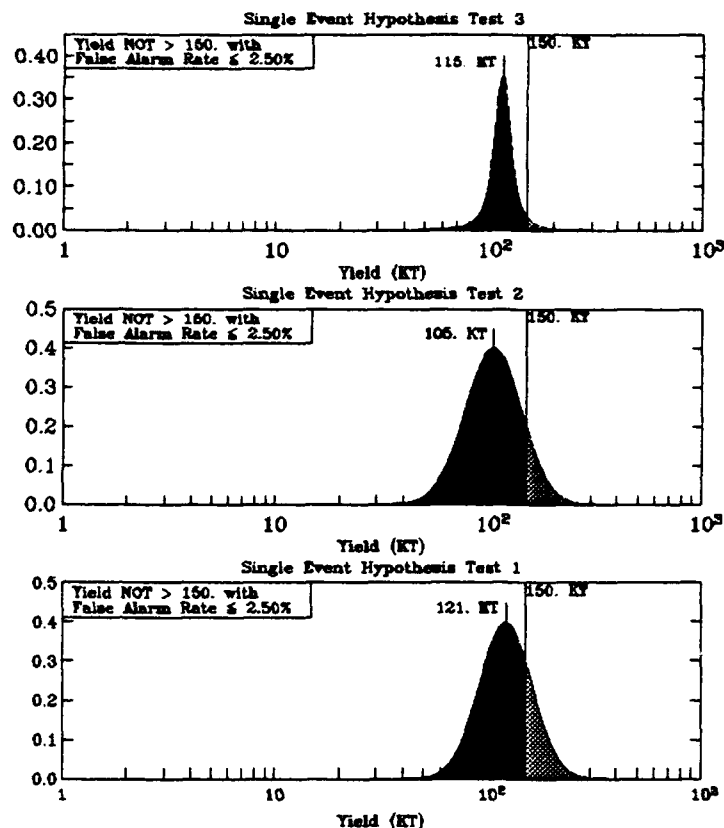 Single Event Hypothesis Test 3
Yield NOT > 150. with
False Alarm Rate ≤ 2.50%
115. KT
150. KT
0.40
0.30
0.20
0.10
0.00
1
10
10²
10³
Yield (KT)
Single Event Hypothesis Test 2
Yield NOT > 150. with
False Alarm Rate ≤ 2.50%
105. KT
150. KT
0.5
0.4
0.3
0.2
0.1
0.0
1
10
10²
10³
Yield (KT)
Single Event Hypothesis Test 1
Yield NOT > 150. with
False Alarm Rate ≤ 2.50%
121. KT
150. KT
0.5
0.4
0.3
0.2
0.1
0.0
1
10
10²
10³
Yield (KT)